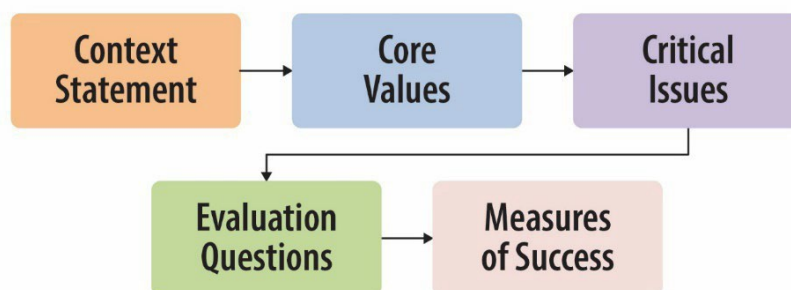 Context
Statement
Core
Values
Critical
Issues
Evaluation
Questions
Measures
of Success